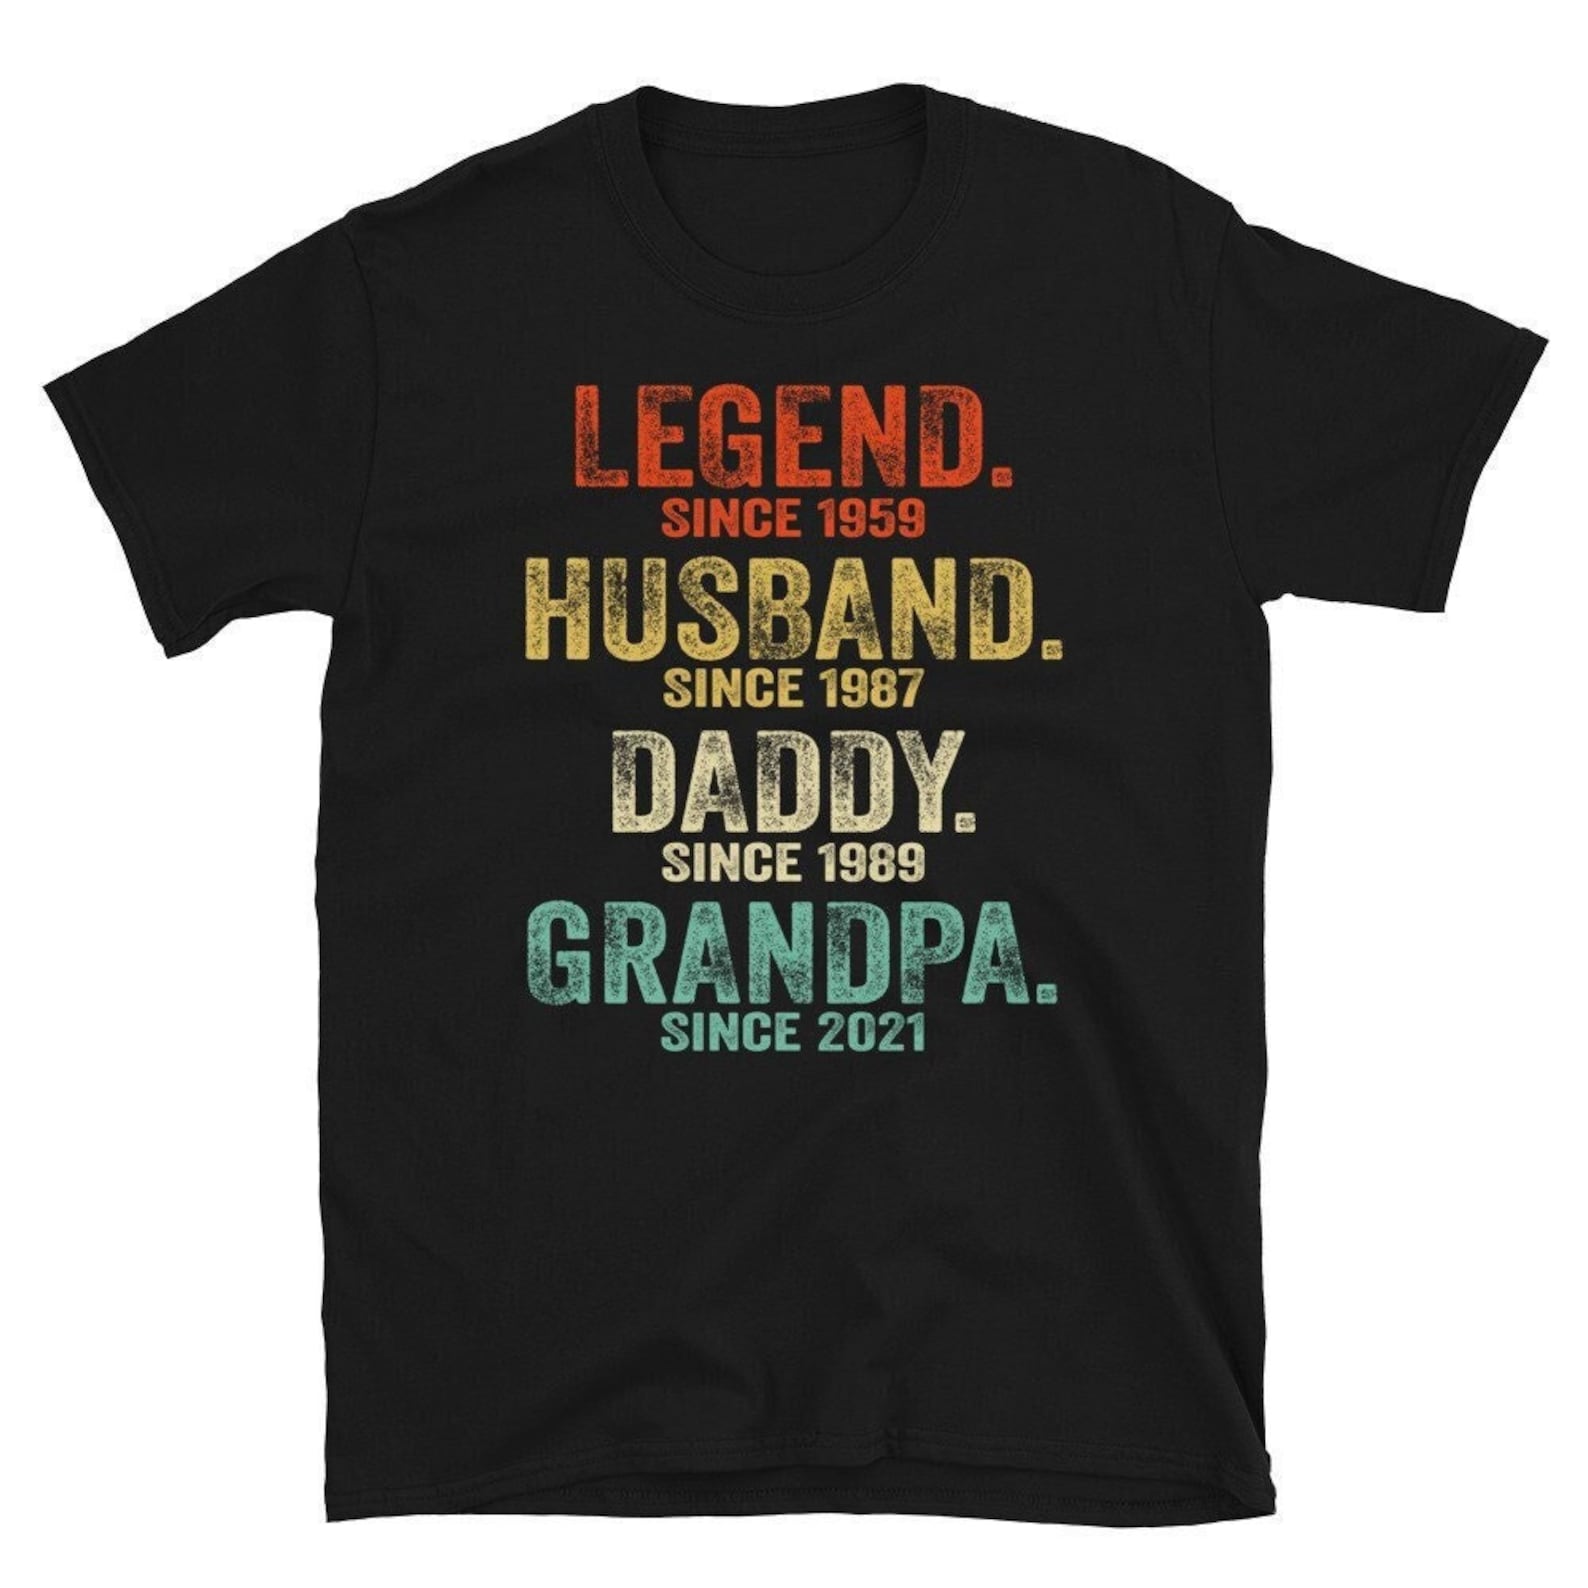 LEGEND.
SINCE 1959
HUSBAND.
SINCE 1987
DADDY.
SINCE 1989
GRANDPA.
SINCE 2021